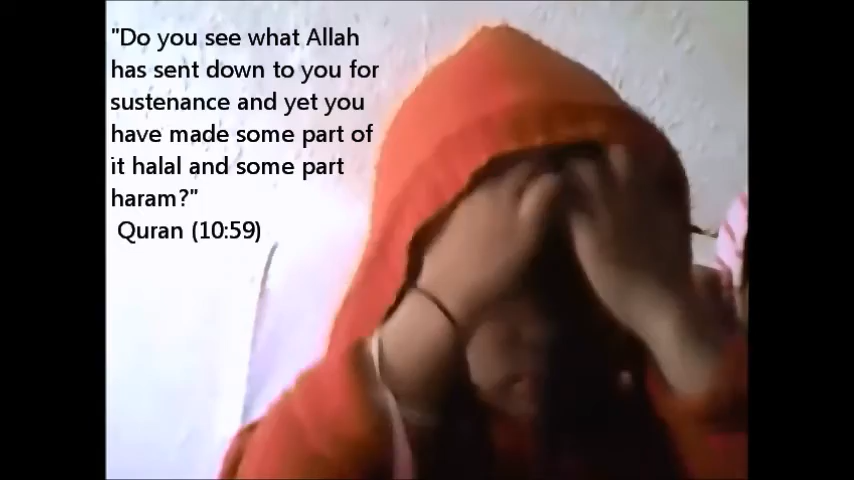 "Do you see what Allah
has sent down to you for
sustenance and yet you
have made some part of
it halal and some part
haram?"
Quran (10:59)